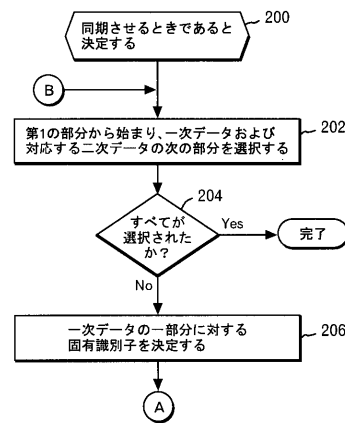 同期させるときであると
決定する
200
B
第1の部分から始まり、一次データおよび
対応する二次データの次の部分を選択する
202
204
すべてが
選択された
か？
Yes
完了
No
一次データの一部分に対する
固有識別子を決定する
206
A